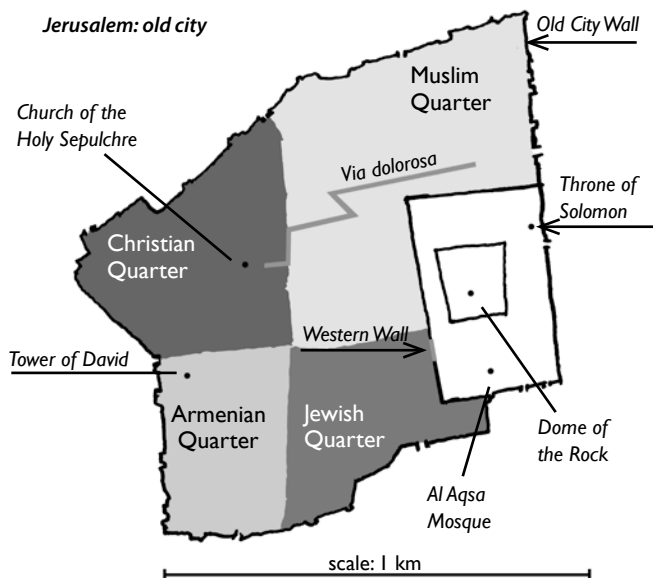 Jerusalem: old city
Old City Wall
Muslim
Quarter
Church of the
Holy Sepulchre
Via dolorosa
Throne of
Solomon
Christian
Quarter
Western Wall
Tower of David
Armenian
Quarter
Jewish
Quarter
Dome of
the Rock
Al Aqsa
Mosque
scale: 1 km